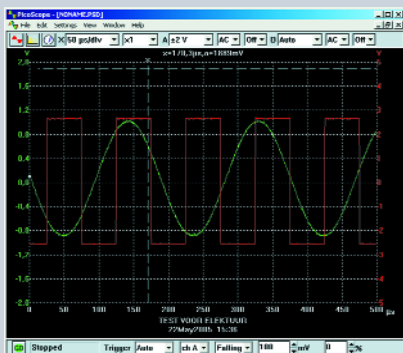 PicoScope - [NONAME.PSD]
File Edit Settings View Window Help
X 50 µs/div x1 A ±2 V AC Off B Auto AC Off
V x=170,3µs,a=1889mV V
2.0 5
1.6 4
1.2 3
0.8 2
0.4 1
0.0 0
-0.4 -1
-0.8 -2
-1.2 -3
-1.6 -4
-2.0 -5
0 50 100 150 200 250 300 350 400 450 500 µs
TEST VOOR ELEKTUUR
22May2005 15:36
GO Stopped Trigger Auto ch A Falling 100 mV 0 %